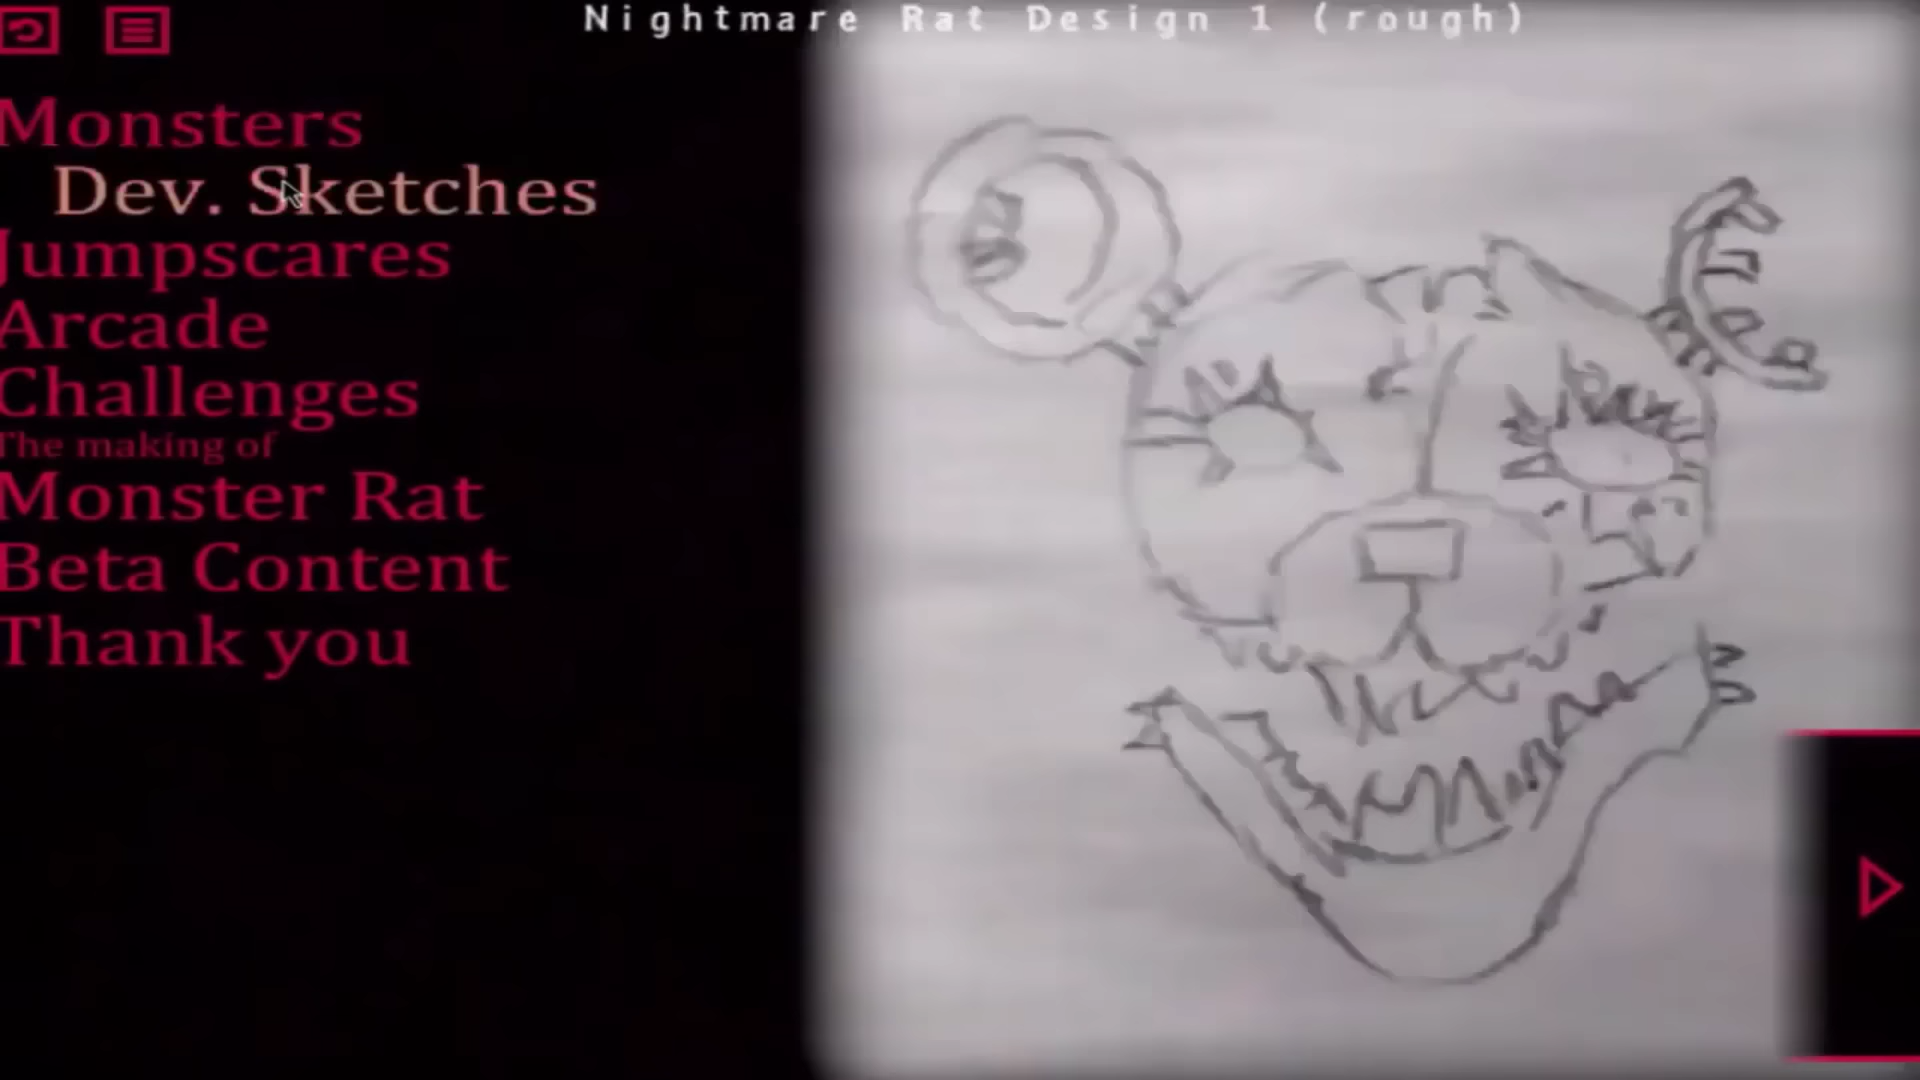 Nightmare Rat Design 1 (rough)
Monsters
Dev. Sketches
Jumpscares
Arcade
Challenges
The making of
Monster Rat
Beta Content
Thank you